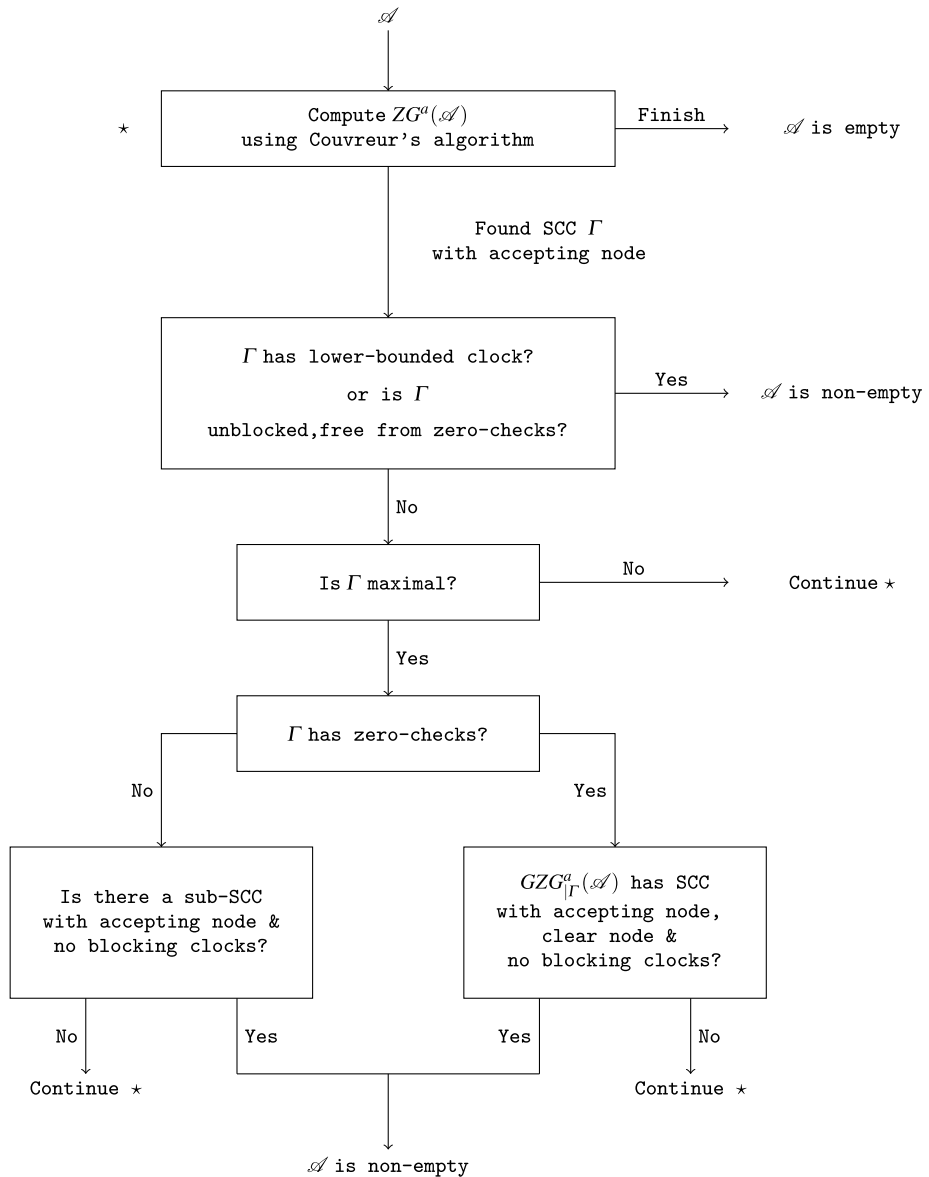 𝒜
Compute ZGᵃ(𝒜)
⋆ using Couvreur's algorithm
Finish
𝒜 is empty
Found SCC Γ
with accepting node
Γ has lower-bounded clock?
or is Γ
unblocked,free from zero-checks?
Yes
𝒜 is non-empty
No
Is Γ maximal?
No
Continue ⋆
Yes
Γ has zero-checks?
No
Yes
Is there a sub-SCC
with accepting node &
no blocking clocks?
GZGᵃ|Γ(𝒜) has SCC
with accepting node,
clear node &
no blocking clocks?
No
Yes
Yes
No
Continue ⋆
Continue ⋆
𝒜 is non-empty